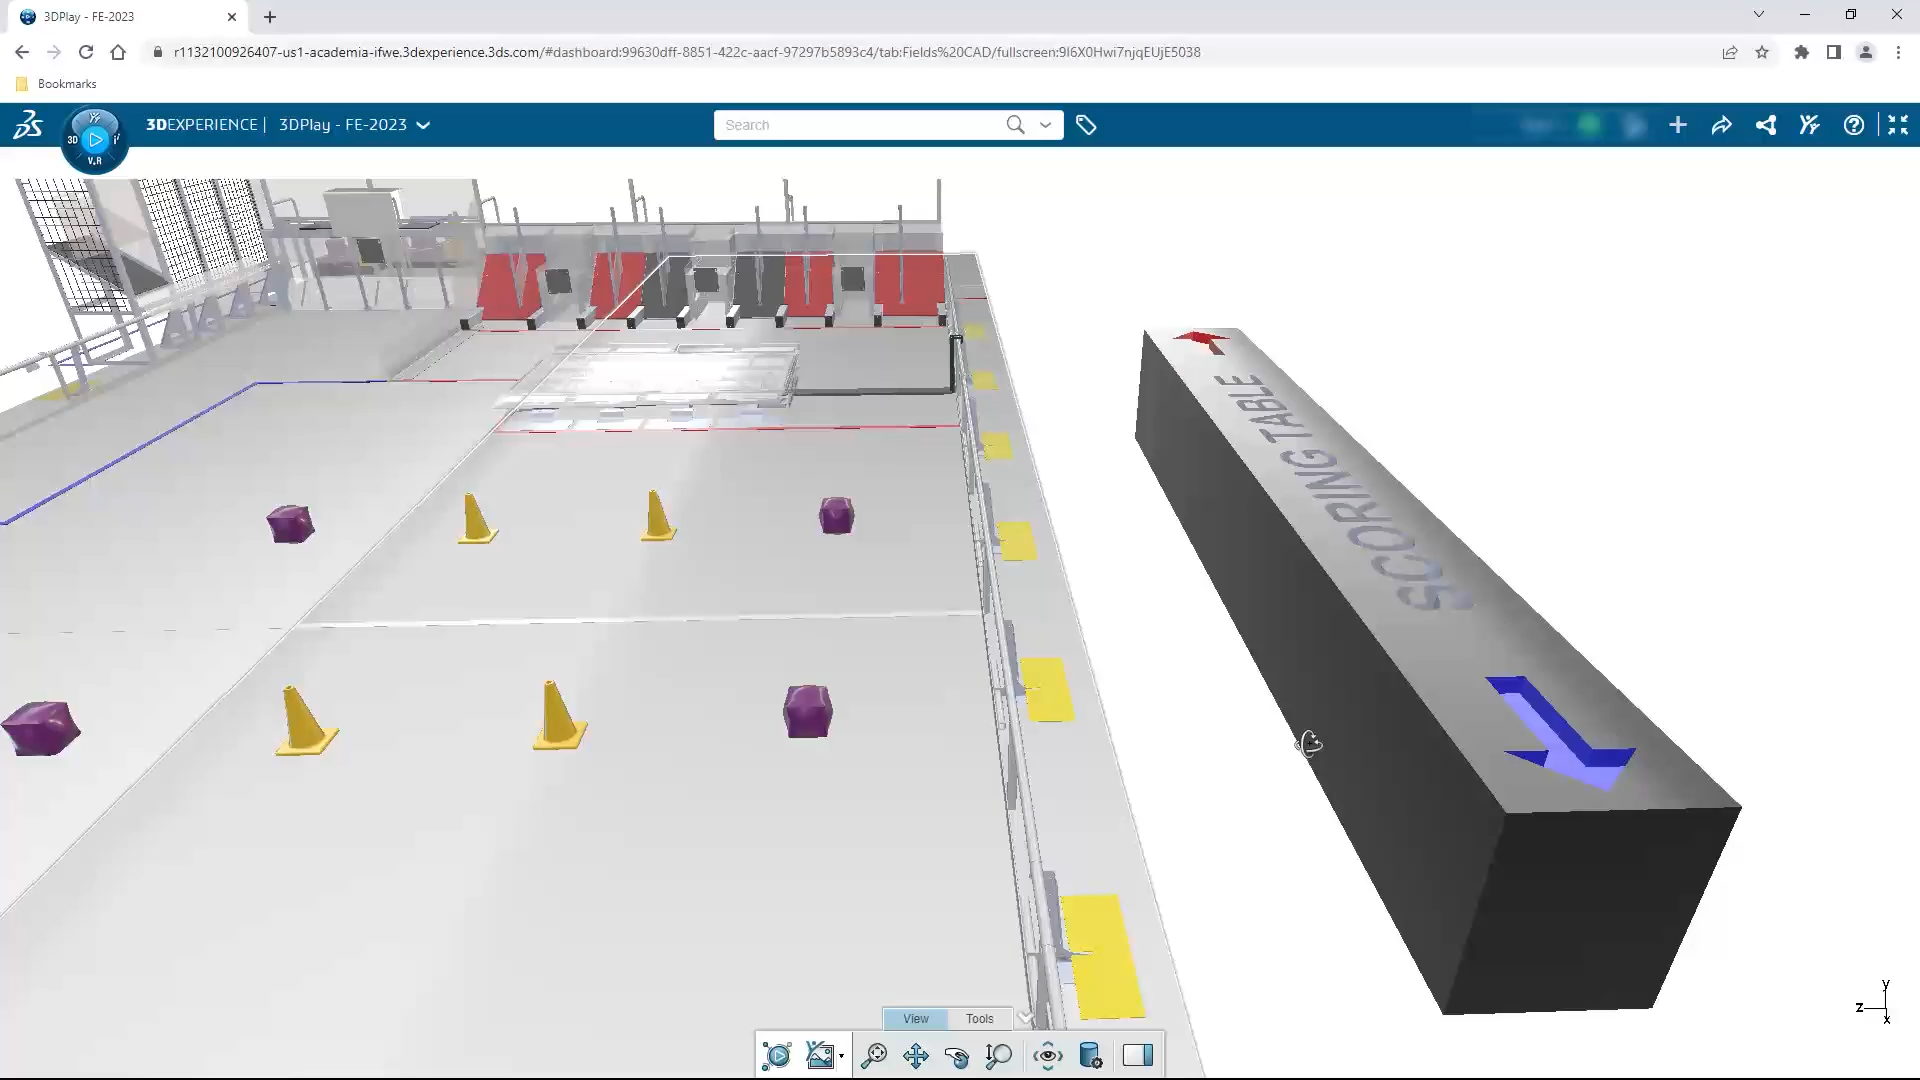 3DPlay - FE-2023
r1132100926407-us1-academia-ifwe.3dexperience.3ds.com/#dashboard:99630dff-8851-422c-aacf-97297b5893c4/tab:Fields%20CAD/fullscreen:9I6X0Hwi7njqEUjE5038
Bookmarks
3DEXPERIENCE | 3DPlay - FE-2023
Search
3D
V.R
SCORING TABLE
View
Tools
y
z
x